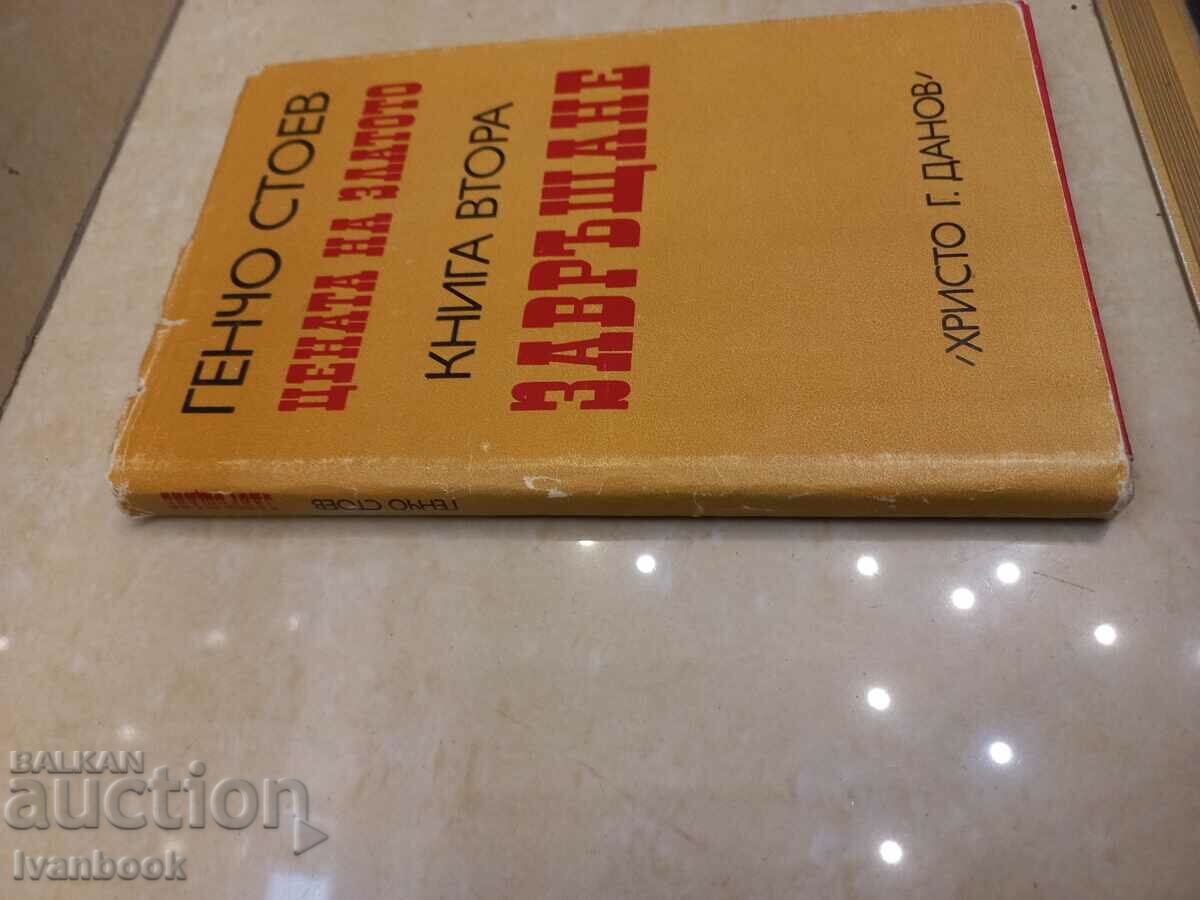 ГЕНЧО СТОЕВ
ЦЕНАТА НА ЗЛАТОТО
КНИГА ВТОРА
ЗАВРЪЩАНЕ
'ХРИСТО Г. ДАНОВ'
ГЕНЧО СТОЕВ
BALKAN
auction
Ivanbook